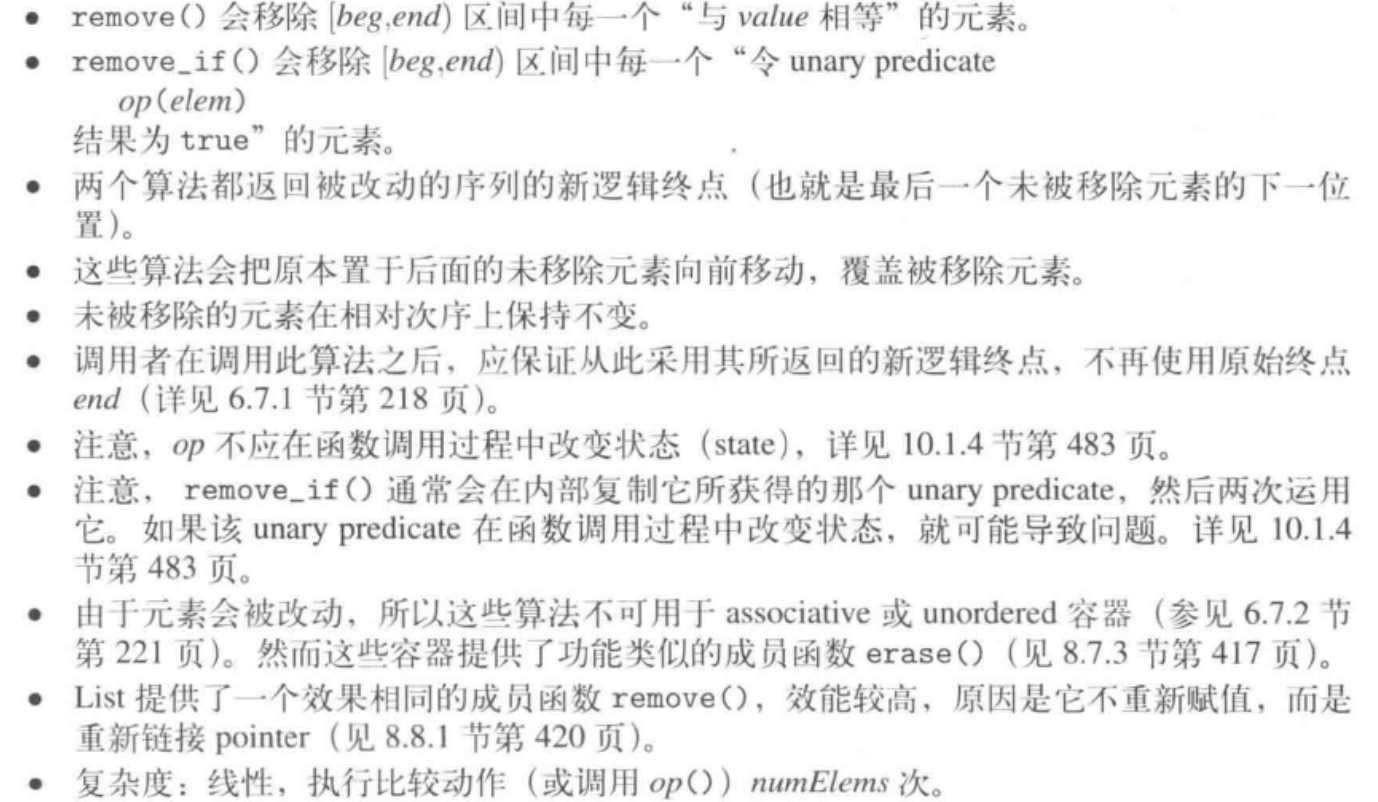 • remove() 会移除 [beg,end) 区间中每一个“与 value 相等”的元素。
• remove_if() 会移除 [beg,end) 区间中每一个“令 unary predicate
op(elem)
结果为 true”的元素。
• 两个算法都返回被改动的序列的新逻辑终点（也就是最后一个未被移除元素的下一位
置）。
• 这些算法会把原本置于后面的未移除元素向前移动，覆盖被移除元素。
• 未被移除的元素在相对次序上保持不变。
• 调用者在调用此算法之后，应保证从此采用其所返回的新逻辑终点，不再使用原始终点
end（详见 6.7.1 节第 218 页）。
• 注意，op 不应在函数调用过程中改变状态（state），详见 10.1.4 节第 483 页。
• 注意， remove_if() 通常会在内部复制它所获得的那个 unary predicate，然后两次运用
它。如果该 unary predicate 在函数调用过程中改变状态，就可能导致问题。详见 10.1.4
节第 483 页。
• 由于元素会被改动，所以这些算法不可用于 associative 或 unordered 容器（参见 6.7.2 节
第 221 页）。然而这些容器提供了功能类似的成员函数 erase()（见 8.7.3 节第 417 页）。
• List 提供了一个效果相同的成员函数 remove()，效能较高，原因是它不重新赋值，而是
重新链接 pointer（见 8.8.1 节第 420 页）。
• 复杂度：线性，执行比较动作（或调用 op()）numElems 次。